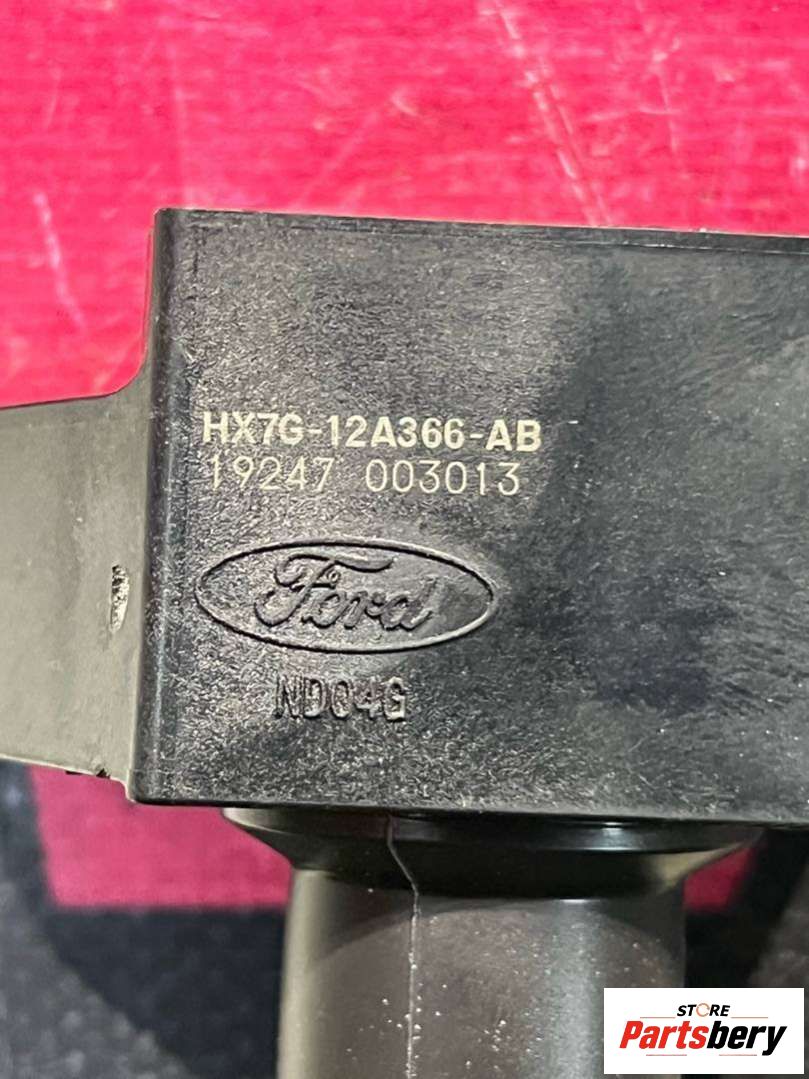 HX7G-12A366-AB
19247 003013
Ford
ND04G
STORE
Partsbery